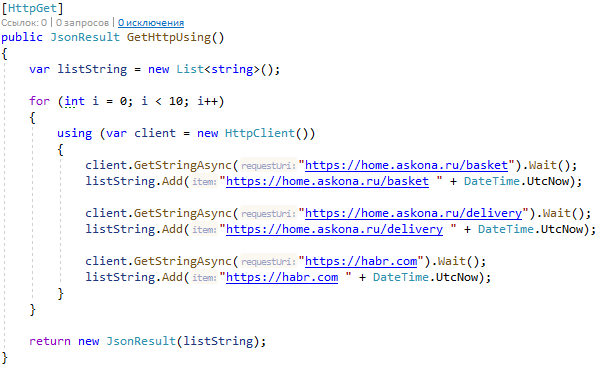 [HttpGet]
Ссылок: 0 | 0 запросов | 0 исключения
public JsonResult GetHttpUsing()
{
    var listString = new List<string>();

    for (int i = 0; i < 10; i++)
    {
        using (var client = new HttpClient())
        {
            client.GetStringAsync(requestUri:"https://home.askona.ru/basket").Wait();
            listString.Add(item:"https://home.askona.ru/basket " + DateTime.UtcNow);

            client.GetStringAsync(requestUri:"https://home.askona.ru/delivery").Wait();
            listString.Add(item:"https://home.askona.ru/delivery " + DateTime.UtcNow);

            client.GetStringAsync(requestUri:"https://habr.com").Wait();
            listString.Add(item:"https://habr.com " + DateTime.UtcNow);
        }
    }

    return new JsonResult(listString);
}